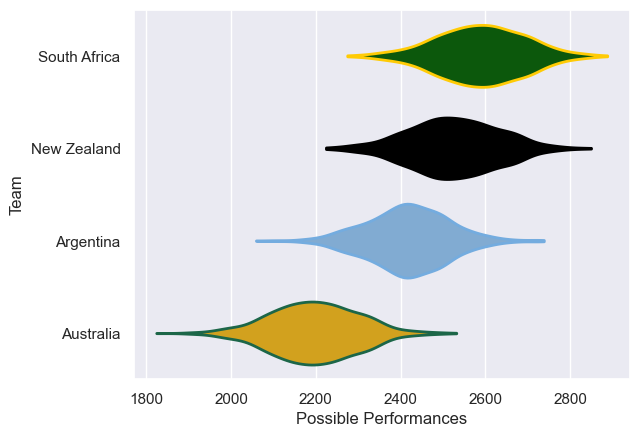 South Africa
New Zealand
Argentina
Australia
Team
1800 2000 2200 2400 2600 2800
Possible Performances